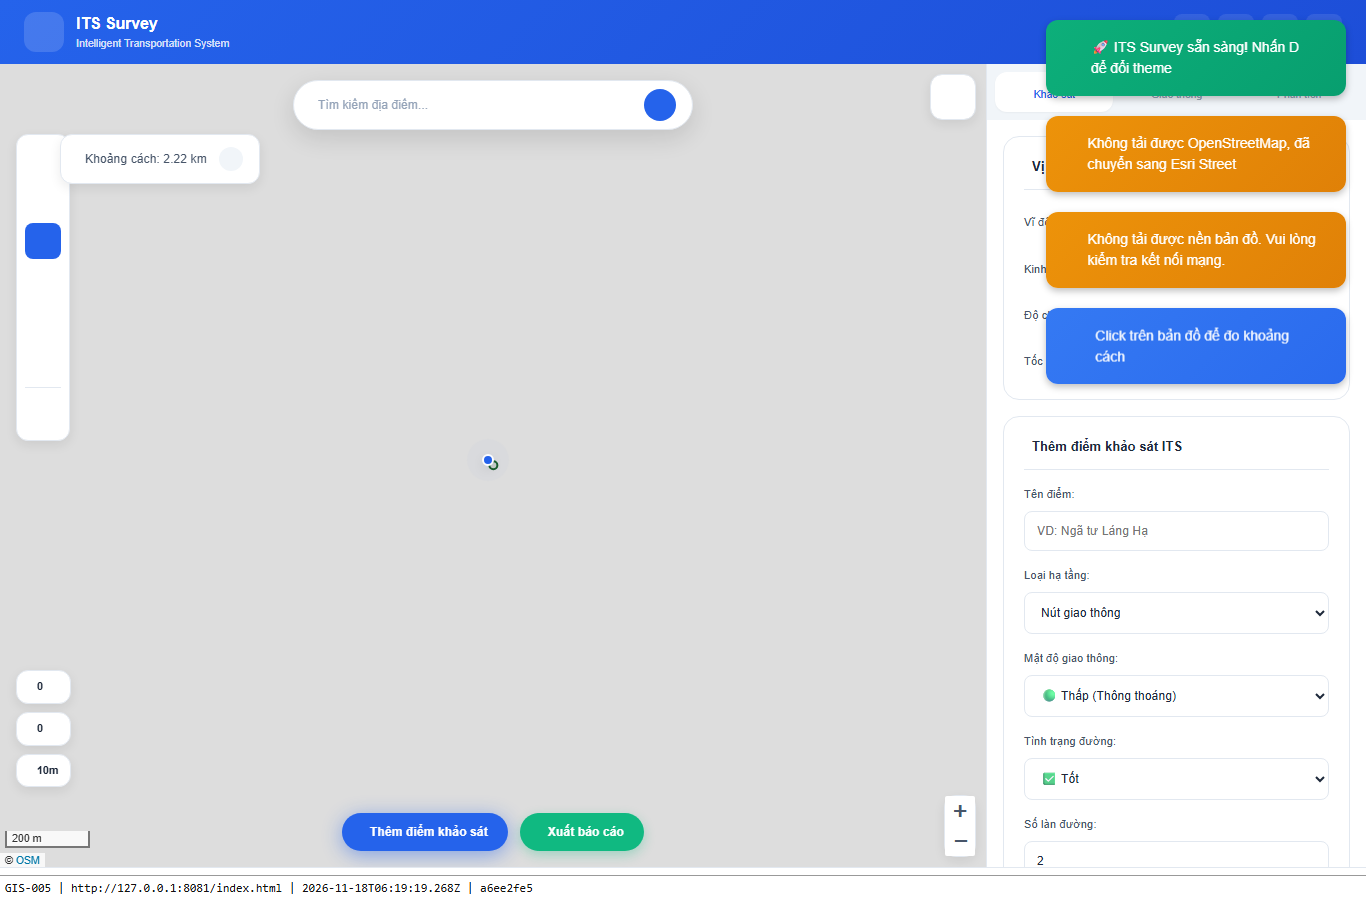 ITS Survey
Intelligent Transportation System
🚀 ITS Survey sẵn sàng! Nhấn D
để đổi theme
Tìm kiếm địa điểm...
Khoảng cách: 2.22 km
Không tải được OpenStreetMap, đã
chuyển sang Esri Street
Không tải được nền bản đồ. Vui lòng
kiểm tra kết nối mạng.
Click trên bản đồ để đo khoảng
cách
Kinh
Tốc
Thêm điểm khảo sát ITS
Tên điểm:
VD: Ngã tư Láng Hạ
Loại hạ tầng:
Nút giao thông
Mật độ giao thông:
Thấp (Thông thoáng)
Tình trạng đường:
✅ Tốt
Số làn đường:
2
0
0
10m
Thêm điểm khảo sát
Xuất báo cáo
+
−
200 m
© OSM
GIS-005 | http://127.0.0.1:8081/index.html | 2026-11-18T06:19:19.268Z | a6ee2fe5